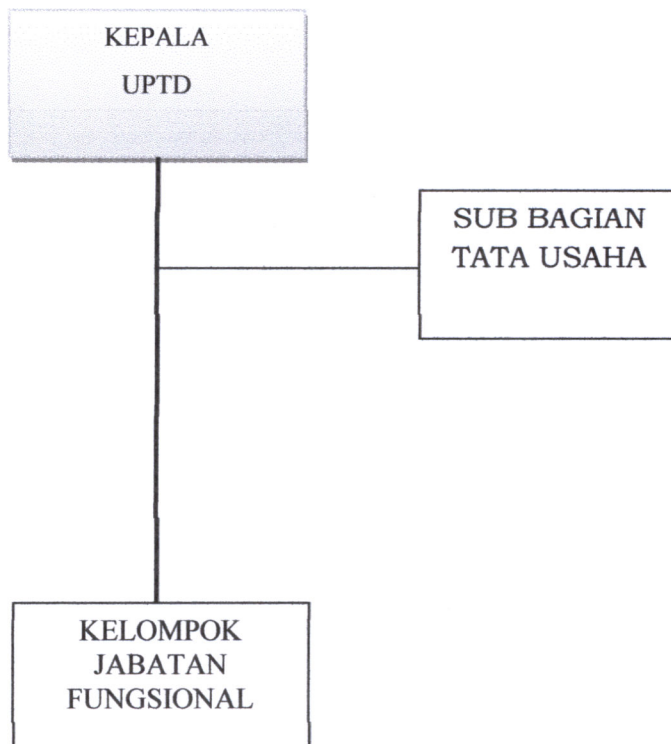 KEPALA
UPTD
SUB BAGIAN
TATA USAHA
KELOMPOK
JABATAN
FUNGSIONAL